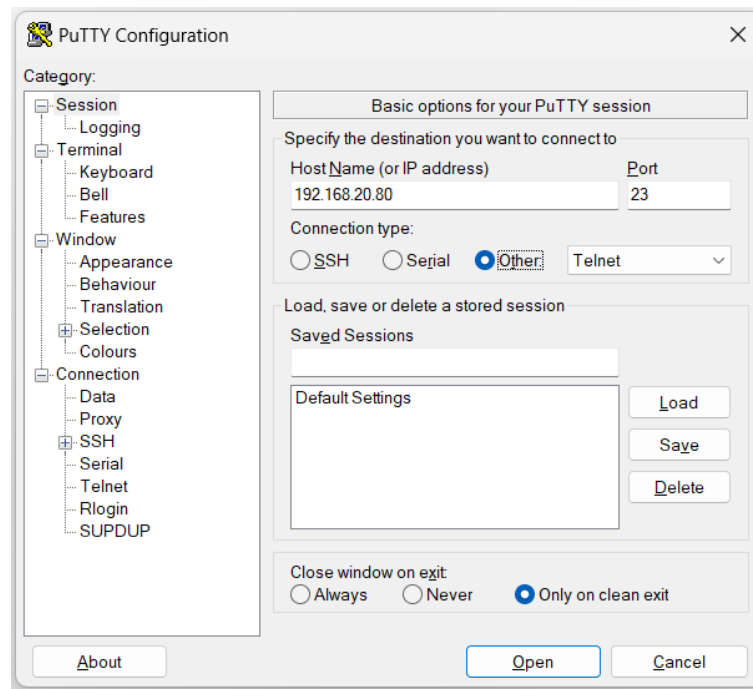 PuTTY Configuration
Category:
Session
Logging
Terminal
Keyboard
Bell
Features
Window
Appearance
Behaviour
Translation
Selection
Colours
Connection
Data
Proxy
SSH
Serial
Telnet
Rlogin
SUPDUP
Basic options for your PuTTY session
Specify the destination you want to connect to
Host Name (or IP address) Port
192.168.20.80 23
Connection type:
SSH Serial Other: Telnet
Load, save or delete a stored session
Saved Sessions
Default Settings
Load
Save
Delete
Close window on exit:
Always Never Only on clean exit
About Open Cancel